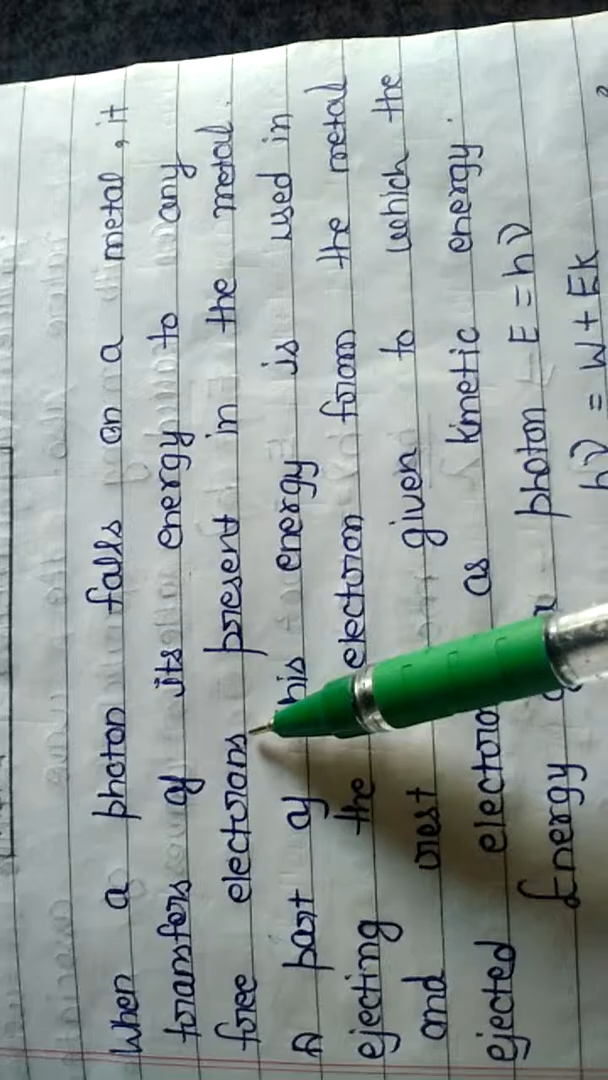 When a photon falls on a metal, it
transfers of its energy to any
free electrons present in the metal.
A part of his energy is used in
ejecting the electron from the metal
and rest given to which the
ejected electro as kinetic energy.
Energy photon E = hν
hν = W + EK